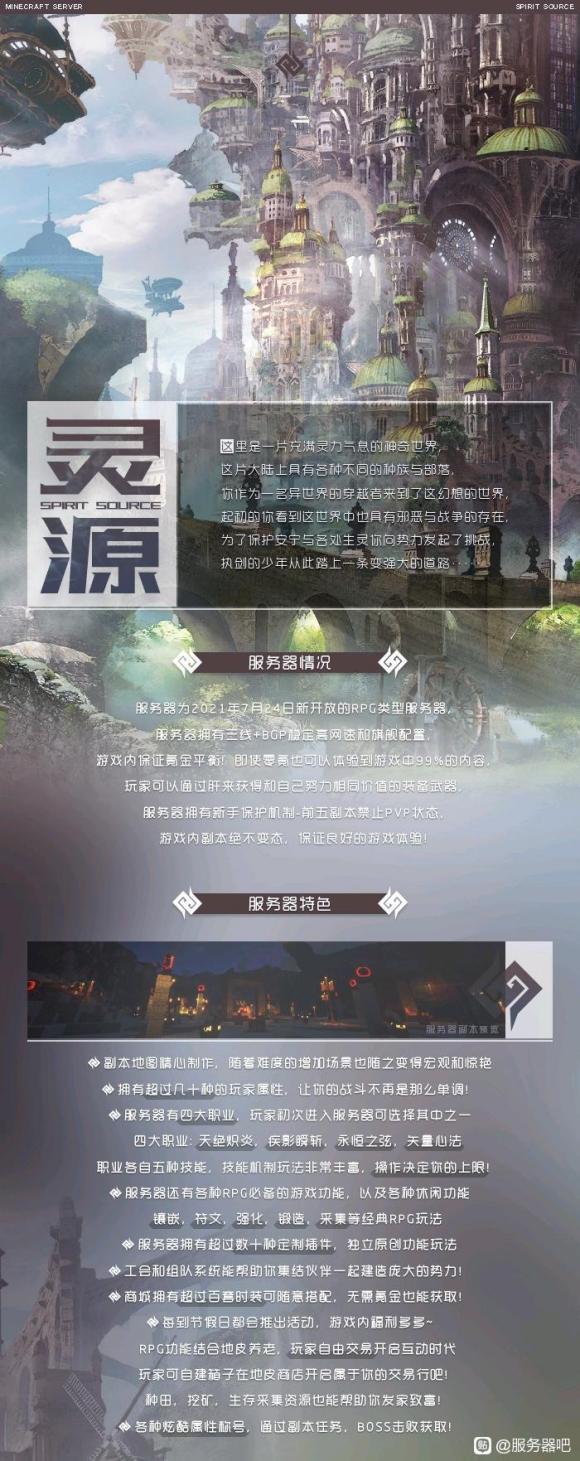 MINECRAFT SERVER
SPIRIT SOURCE
灵
SPIRIT SOURCE
源
这里是一片充满灵力气息的神奇世界,
这片大陆上具有各种不同的种族与部落,
你作为一名异世界的穿越者来到了这幻想的世界,
起初的你看到这世界中也具有邪恶与战争的存在,
为了保护安宁与各处生灵你向势力发起了挑战,
执剑的少年从此踏上一条变强大的道路····
服务器情况
服务器为2021年7月24日新开放的RPG类型服务器,
服务器拥有三线+BGP稳定高网速和旗舰配置,
游戏内保证氪金平衡! 即使零氪也可以体验到游戏中99%的内容,
玩家可以通过肝来获得和自己努力相同价值的装备武器,
服务器拥有新手保护机制-前五副本禁止PVP状态,
游戏内副本绝不变态, 保证良好的游戏体验!
服务器特色
服务器副本预览
副本地图精心制作, 随着难度的增加场景也随之变得宏观和惊艳
拥有超过几十种的玩家属性, 让你的战斗不再是那么单调!
服务器有四大职业, 玩家初次进入服务器可选择其中之一
四大职业: 天绝炽炎, 疾影瞬斩, 永恒之弦, 矢量心法
职业各自五种技能, 技能机制玩法非常丰富, 操作决定你的上限!
服务器还有各种RPG必备的游戏功能, 以及各种休闲功能
镶嵌, 符文, 强化, 锻造, 采集等经典RPG玩法
服务器拥有超过数十种定制插件, 独立原创功能玩法
工会和组队系统能帮助你集结伙伴一起建造庞大的势力!
商城拥有超过百套时装可随意搭配, 无需氪金也能获取!
每到节假日都会推出活动, 游戏内福利多多~
RPG功能结合地皮养老, 玩家自由交易开启互动时代
玩家可自建箱子在地皮商店开启属于你的交易行吧!
种田, 挖矿, 生存采集资源也能帮助你发家致富!
各种炫酷属性称号, 通过副本任务, BOSS击败获取!
贴 @服务器吧